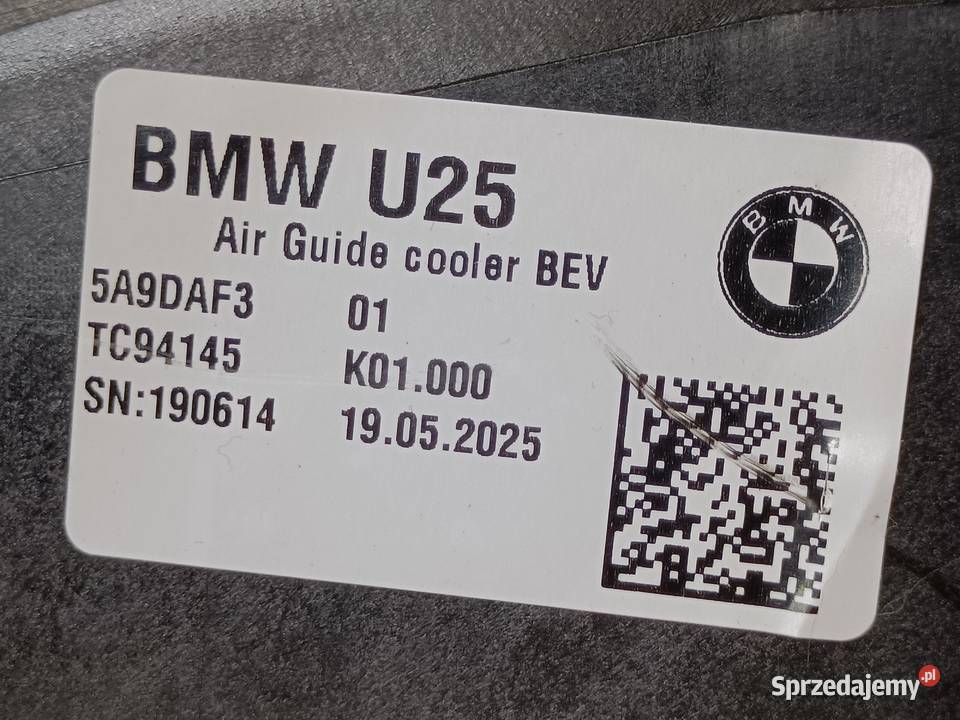 BMW U25
Air Guide cooler BEV
BMW
5A9DAF3 01
TC94145 K01.000
SN:190614 19.05.2025
Sprzedajemy.pl